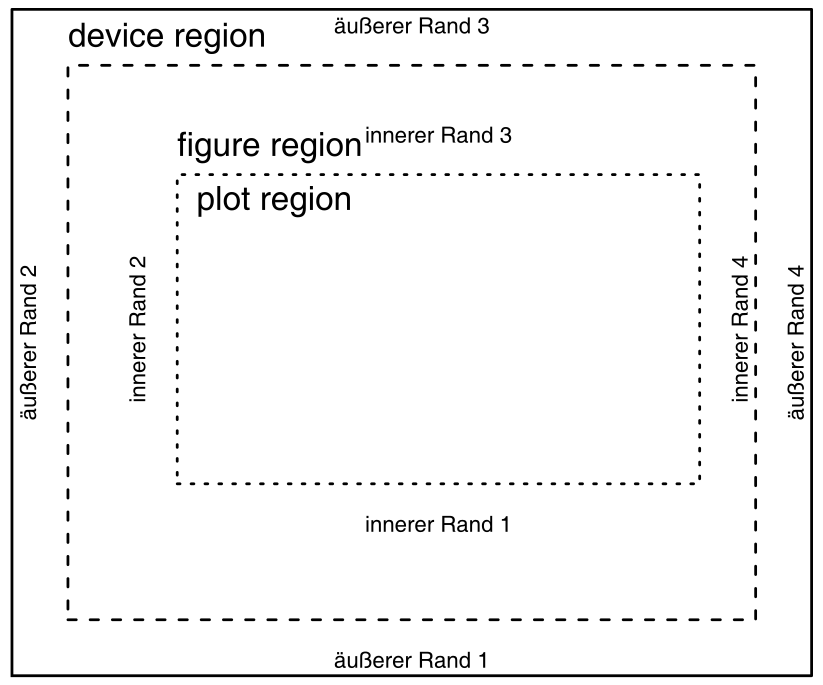 äußerer Rand 3
device region
innerer Rand 3
figure region
plot region
äußerer Rand 2
innerer Rand 2
innerer Rand 4
äußerer Rand 4
innerer Rand 1
äußerer Rand 1